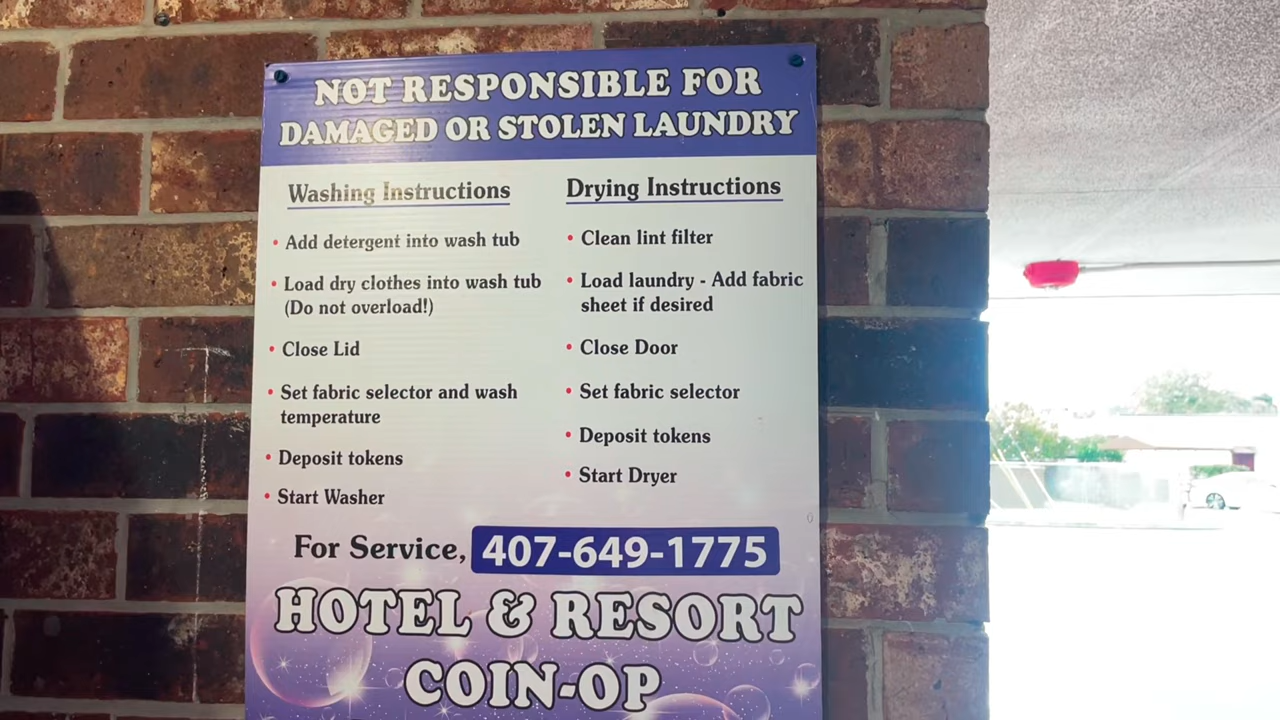 NOT RESPONSIBLE FOR
DAMAGED OR STOLEN LAUNDRY
Washing Instructions
• Add detergent into wash tub
• Load dry clothes into wash tub
(Do not overload!)
• Close Lid
• Set fabric selector and wash
temperature
• Deposit tokens
• Start Washer
Drying Instructions
• Clean lint filter
• Load laundry - Add fabric
sheet if desired
• Close Door
• Set fabric selector
• Deposit tokens
• Start Dryer
For Service, 407-649-1775
HOTEL & RESORT
COIN-OP